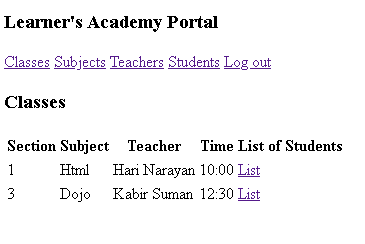 Learner's Academy Portal
Classes Subjects Teachers Students Log out
Classes
Section Subject Teacher Time List of Students
1 Html Hari Narayan 10:00 List
3 Dojo Kabir Suman 12:30 List